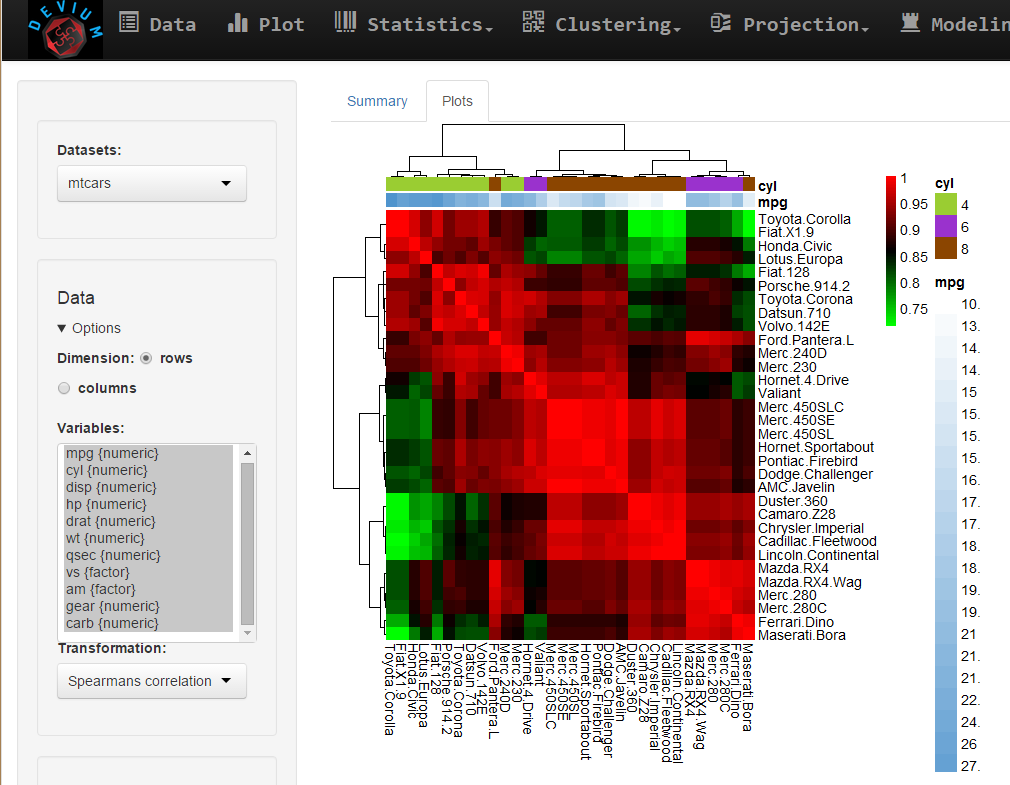 DEVIUM
Data Plot Statistics Clustering Projection Modelin
Summary Plots
Datasets:
mtcars
Data
Options
Dimension: rows
columns
Variables:
mpg {numeric}
cyl {numeric}
disp {numeric}
hp {numeric}
drat {numeric}
wt {numeric}
qsec {numeric}
vs {factor}
am {factor}
gear {numeric}
carb {numeric}
Transformation:
Spearmans correlation
cyl
mpg
Toyota.Corolla
Fiat.X1.9
Honda.Civic
Lotus.Europa
Fiat.128
Porsche.914.2
Toyota.Corona
Datsun.710
Volvo.142E
Ford.Pantera.L
Merc.240D
Merc.230
Hornet.4.Drive
Valiant
Merc.450SLC
Merc.450SE
Merc.450SL
Hornet.Sportabout
Pontiac.Firebird
Dodge.Challenger
AMC.Javelin
Duster.360
Camaro.Z28
Chrysler.Imperial
Cadillac.Fleetwood
Lincoln.Continental
Mazda.RX4
Mazda.RX4.Wag
Merc.280
Merc.280C
Ferrari.Dino
Maserati.Bora
Toyota.Corolla
Fiat.X1.9
Honda.Civic
Lotus.Europa
Fiat.128
Porsche.914.2
Toyota.Corona
Datsun.710
Volvo.142E
Ford.Pantera.L
Merc.240D
Merc.230
Hornet.4.Drive
Valiant
Merc.450SLC
Merc.450SE
Merc.450SL
Hornet.Sportabout
Pontiac.Firebird
Dodge.Challenger
AMC.Javelin
Duster.360
Camaro.Z28
Chrysler.Imperial
Cadillac.Fleetwood
Lincoln.Continental
Mazda.RX4
Mazda.RX4.Wag
Merc.280
Merc.280C
Ferrari.Dino
Maserati.Bora
1
0.95
0.9
0.85
0.8
0.75
cyl
4
6
8
mpg
10.
13.
14.
14.
15
15.
15.
15.
16.
17.
17.
18.
18.
19.
19.
21
21.
21.
22.
24.
26
27.